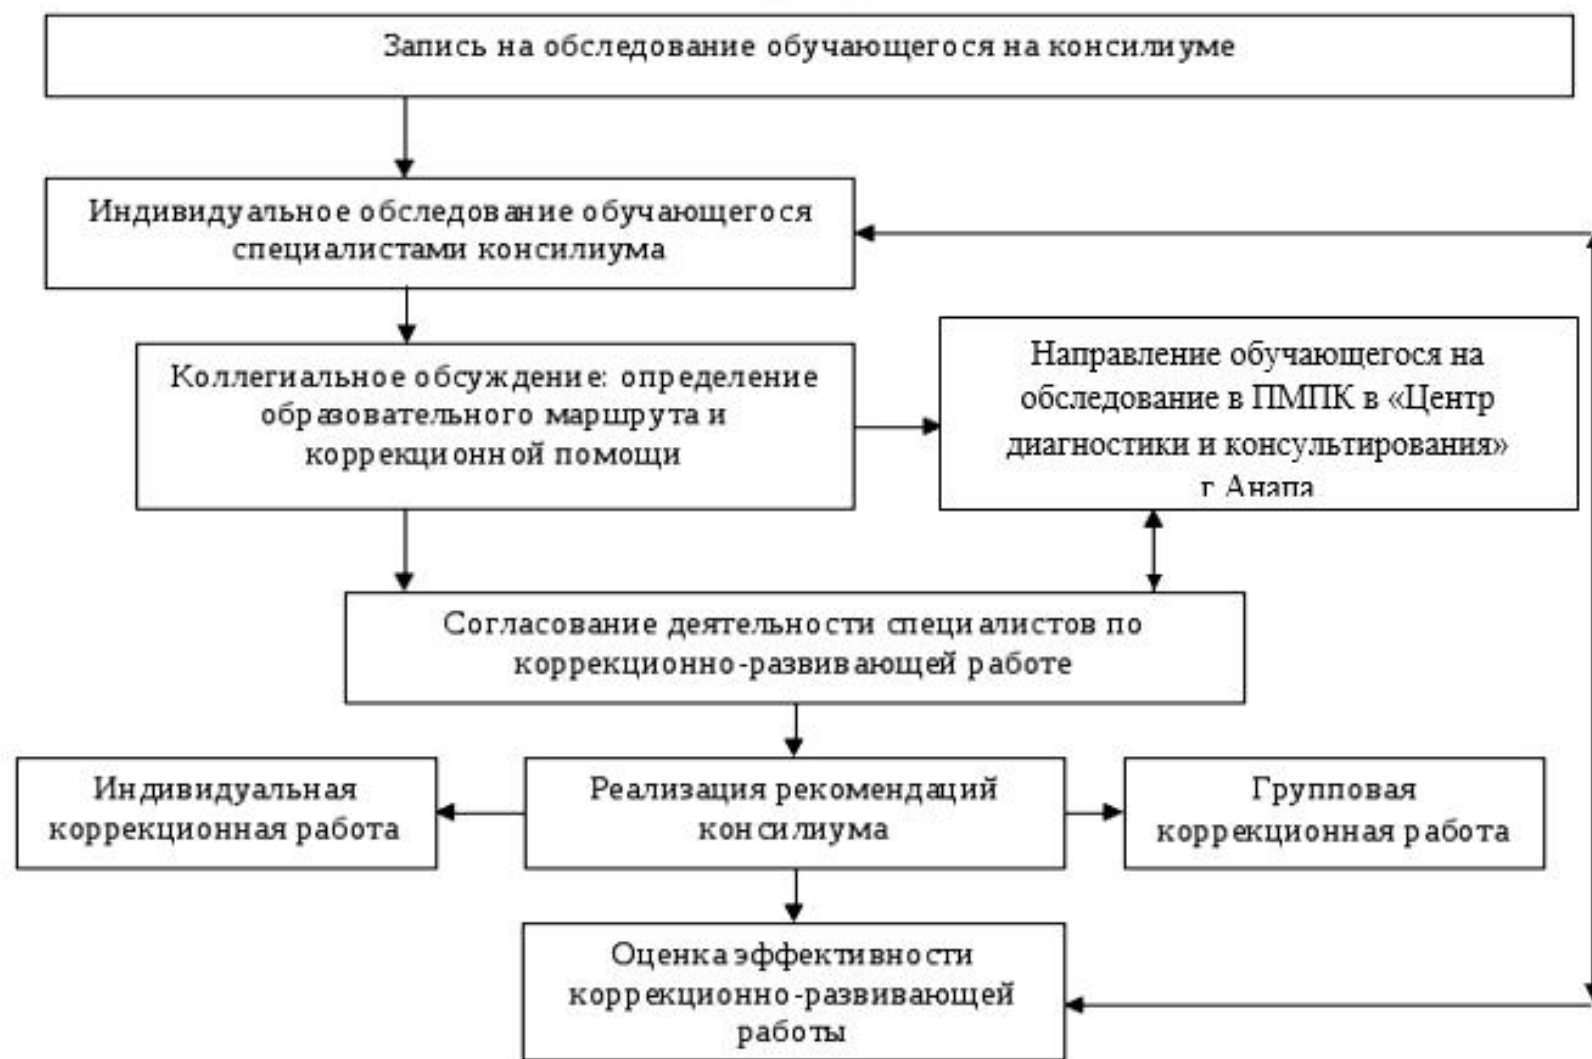 Запись на обследование обучающегося на консилиуме
Индивидуальное обследование обучающегося
специалистами консилиума
Коллегиальное обсуждение: определение
образовательного маршрута и
коррекционной помощи
Направление обучающегося на
обследование в ПМПК в «Центр
диагностики и консультирования»
г Анапа
Согласование деятельности специалистов по
коррекционно-развивающей работе
Индивидуальная
коррекционная работа
Реализация рекомендаций
консилиума
Групповая
коррекционная работа
Оценка эффективности
коррекционно-развивающей
работы